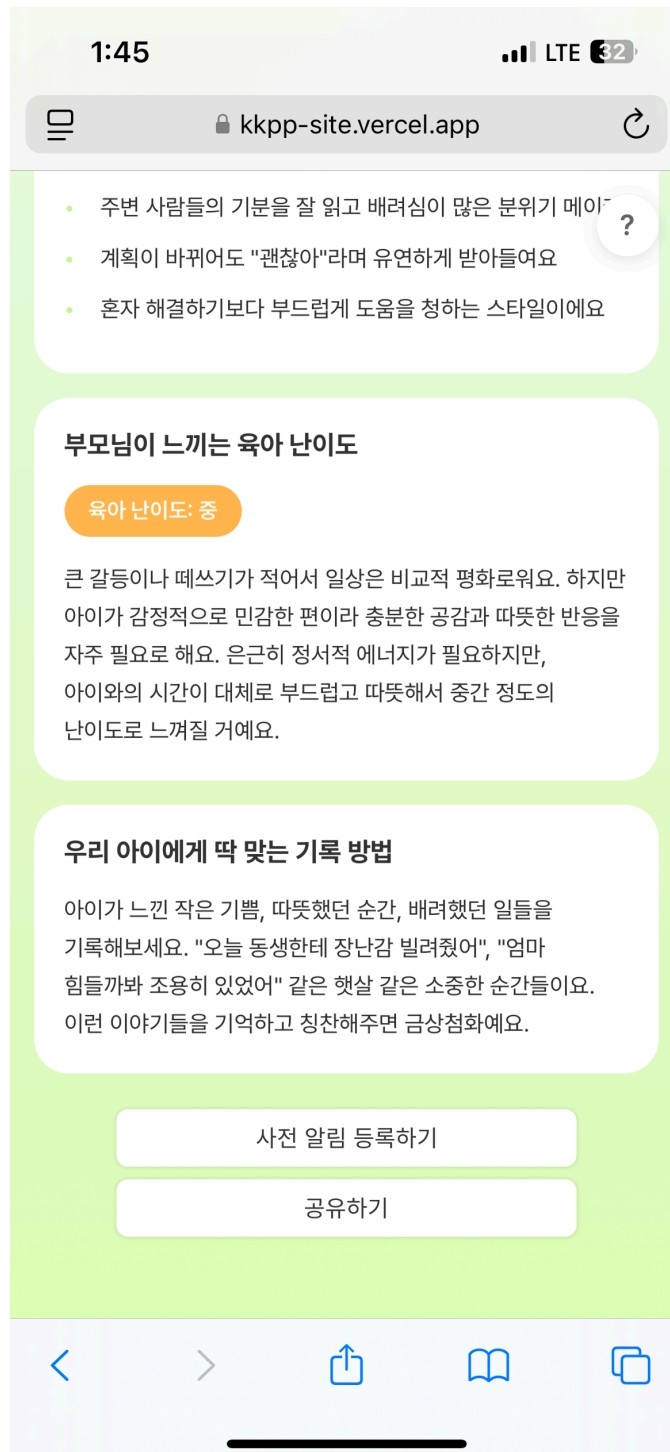 1:45
LTE 32
kkpp-site.vercel.app
주변 사람들의 기분을 잘 읽고 배려심이 많은 분위기
?
계획이 바뀌어도 "괜찮아"라며 유연하게 받아들여요
혼자 해결하기보다 부드럽게 도움을 청하는 스타일이에요
부모님이 느끼는 육아 난이도
육아 난이도: 중
큰 갈등이나 떼쓰기가 적어서 일상은 비교적 평화로워요. 하지만
아이가 감정적으로 민감한 편이라 충분한 공감과 따뜻한 반응을
자주 필요로 해요. 은근히 정서적 에너지가 필요하지만,
아이와의 시간이 대체로 부드럽고 따뜻해서 중간 정도의
난이도로 느껴질 거예요.
우리 아이에게 딱 맞는 기록 방법
아이가 느낀 작은 기쁨, 따뜻했던 순간, 배려했던 일들을
기록해보세요. "오늘 동생한테 장난감 빌려줬어", "엄마
힘들까봐 조용히 있었어" 같은 햇살 같은 소중한 순간들이요.
이런 이야기들을 기억하고 칭찬해주면 금상첨화예요.
사전 알림 등록하기
공유하기